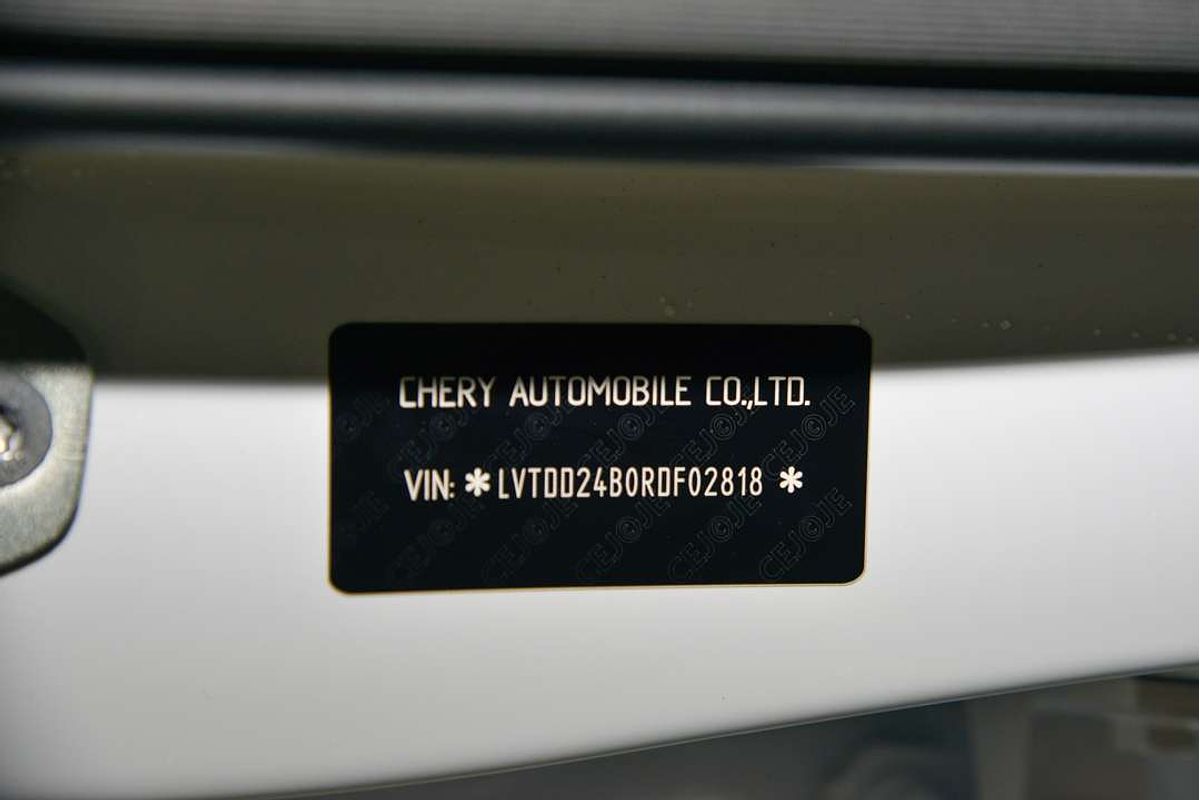 CHERY AUTOMOBILE CO.,LTD.
VIN: *LVTDD24B0RDF02818 *